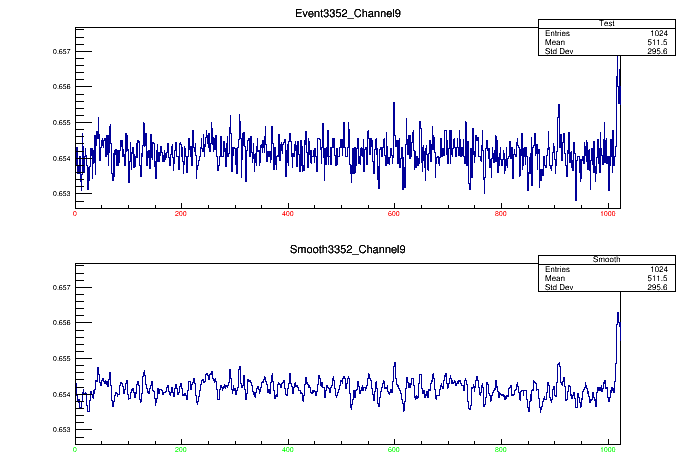 Event3352_Channel9
Test
Entries 1024
Mean 511.5
Std Dev 295.6
0.657
0.656
0.655
0.654
0.653
0 200 400 600 800 1000
Smooth3352_Channel9
Smooth
Entries 1024
Mean 511.5
Std Dev 295.6
0.657
0.656
0.655
0.654
0.653
0 200 400 600 800 1000